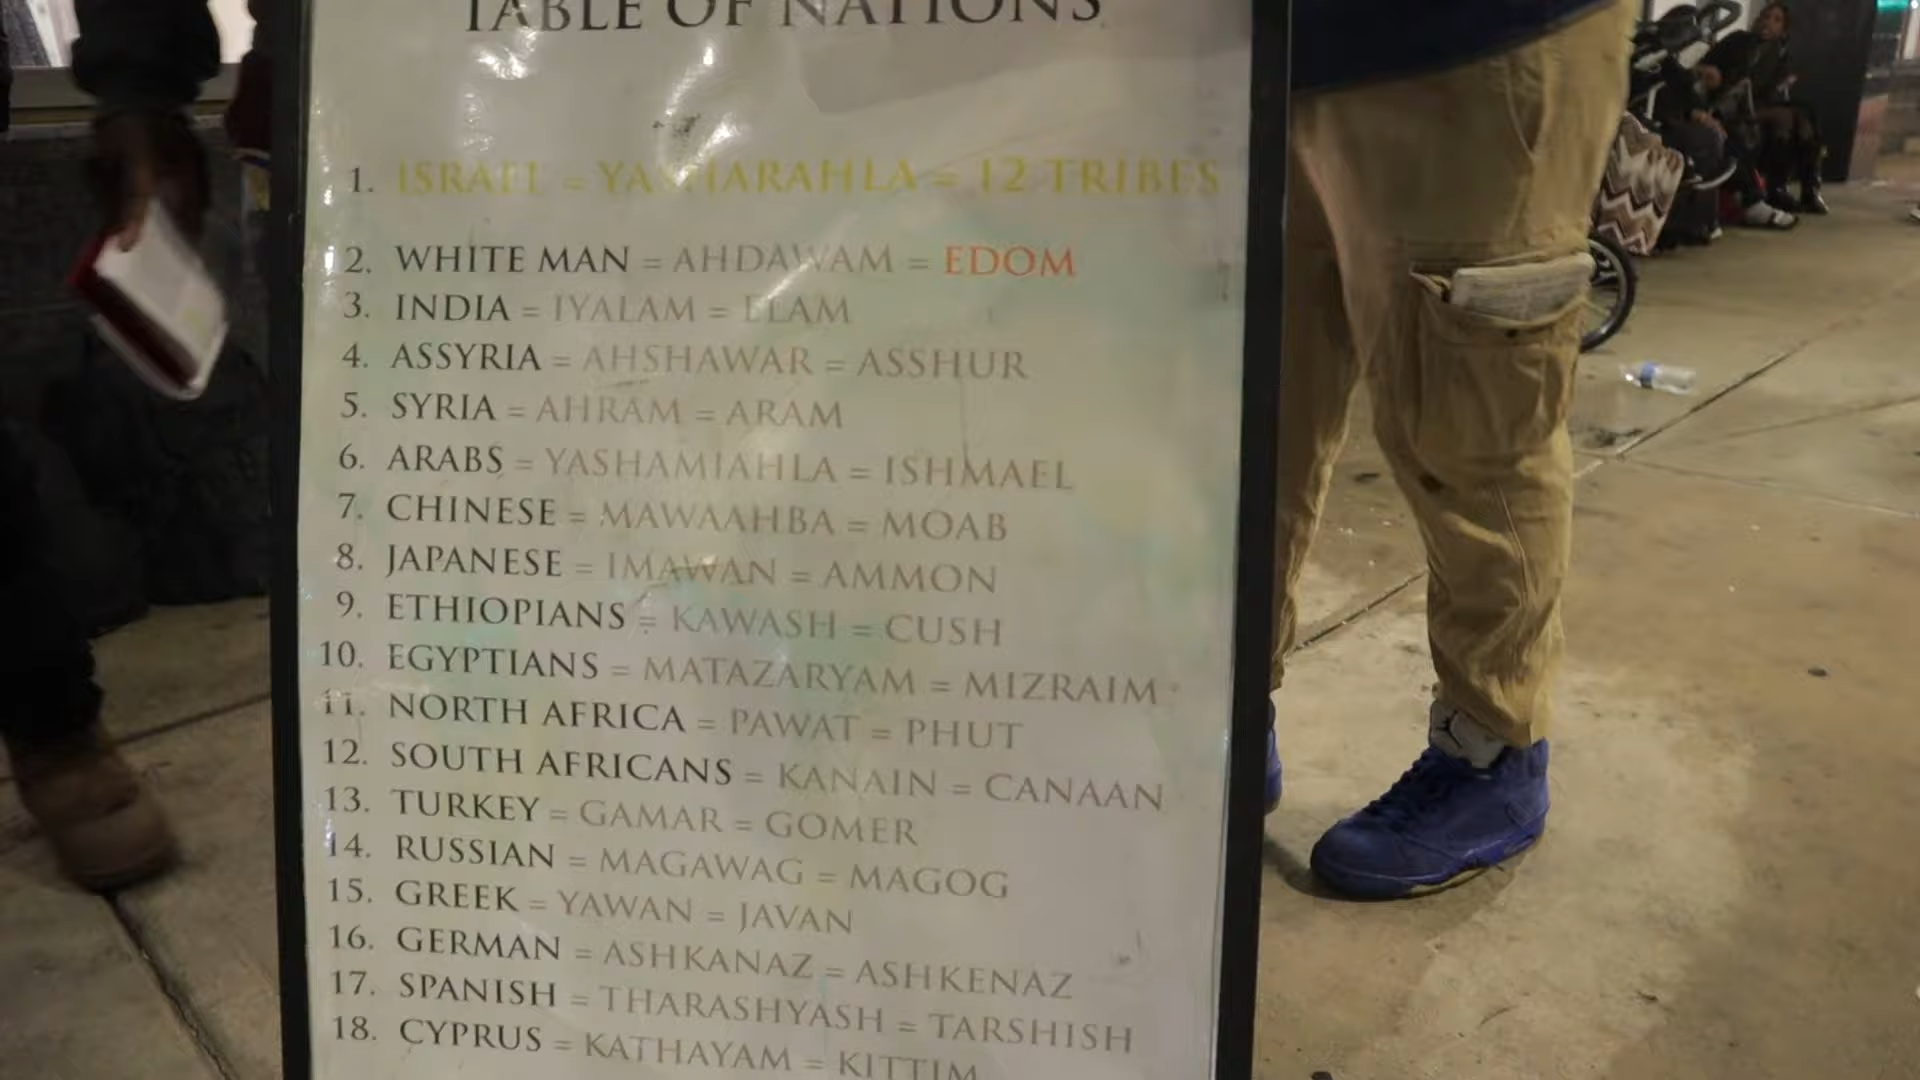 TABLE OF NATIONS
1. ISRAEL = YASHARAHLA = 12 TRIBES
2. WHITE MAN = AHDAWAM = EDOM
3. INDIA = IYALAM = ELAM
4. ASSYRIA = AHSHAWAR = ASSHUR
5. SYRIA = AHRAM = ARAM
6. ARABS = YASHAMIAHLA = ISHMAEL
7. CHINESE = MAWAAHBA = MOAB
8. JAPANESE = IMAWAN = AMMON
9. ETHIOPIANS = KAWASH = CUSH
10. EGYPTIANS = MATAZARYAM = MIZRAIM
11. NORTH AFRICA = PAWAT = PHUT
12. SOUTH AFRICANS = KANAIN = CANAAN
13. TURKEY = GAMAR = GOMER
14. RUSSIAN = MAGAWAG = MAGOG
15. GREEK = YAWAN = JAVAN
16. GERMAN = ASHKANAZ = ASHKENAZ
17. SPANISH = THARASHYASH = TARSHISH
18. CYPRUS = KATHAYAM = KITTIM